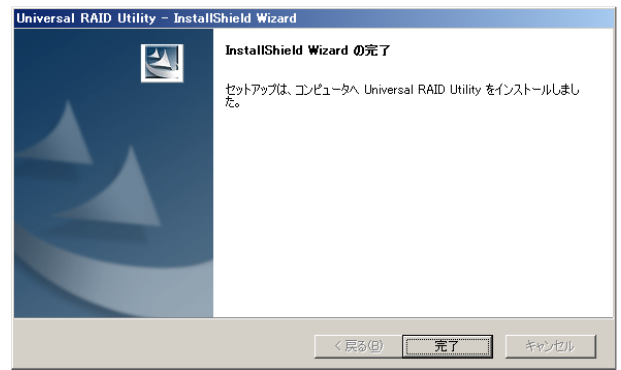 Universal RAID Utility - InstallShield Wizard
InstallShield Wizard の完了
セットアップは、コンピュータへ Universal RAID Utility をインストールしまし
た。
< 戻る(B)
完了
キャンセル